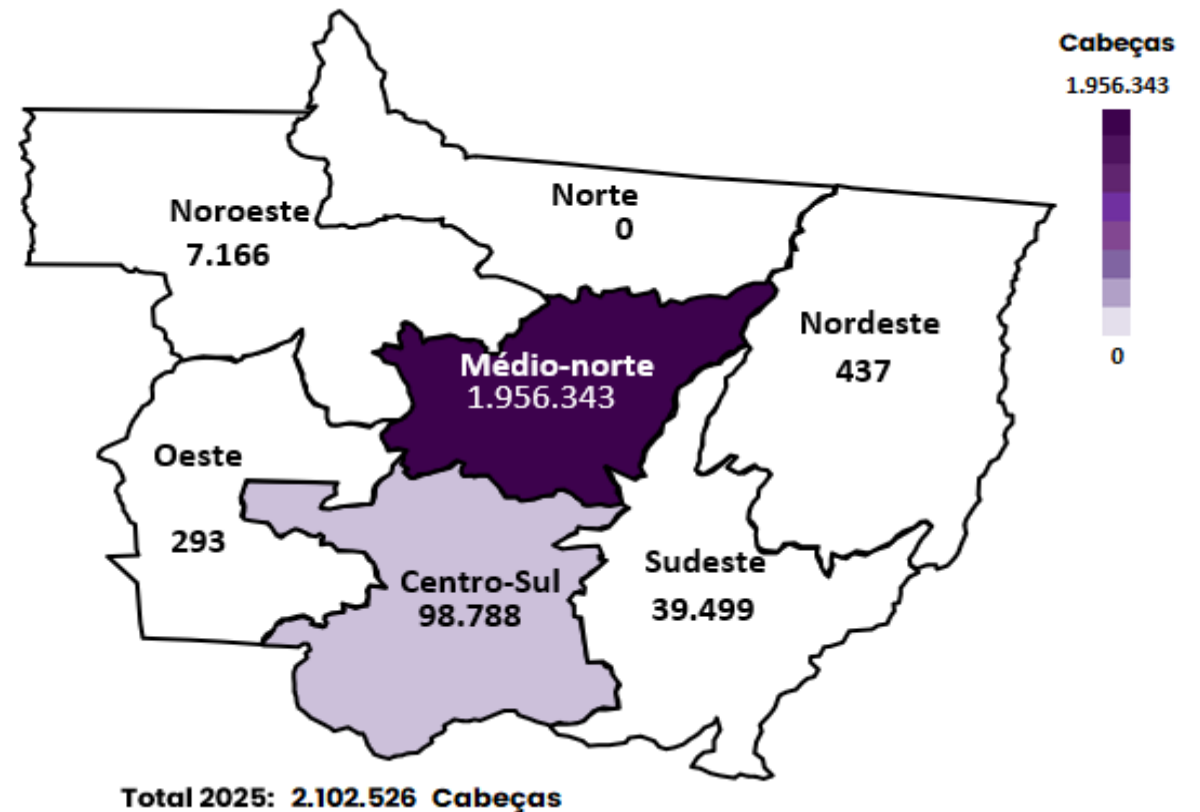 Cabeças
1.956.343
0
Norte
0
Noroeste
7.166
Nordeste
437
Médio-norte
1.956.343
Oeste
293
Centro-Sul
98.788
Sudeste
39.499
Total 2025: 2.102.526 Cabeças